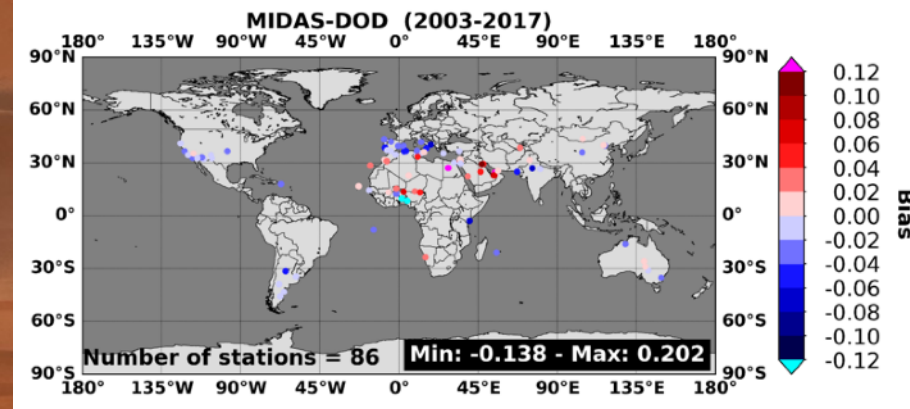 MIDAS-DOD (2003-2017)
180° 135°W 90°W 45°W 0° 45°E 90°E 135°E 180°
90°N 90°N
60°N 60°N
30°N 30°N
0° 0°
30°S 30°S
60°S 60°S
90°S 90°S
Number of stations = 86 Min: -0.138 - Max: 0.202
180° 135°W 90°W 45°W 0° 45°E 90°E 135°E 180°
0.12
0.10
0.08
0.06
0.04
0.02
0.00
-0.02
-0.04
-0.06
-0.08
-0.10
-0.12
Bias